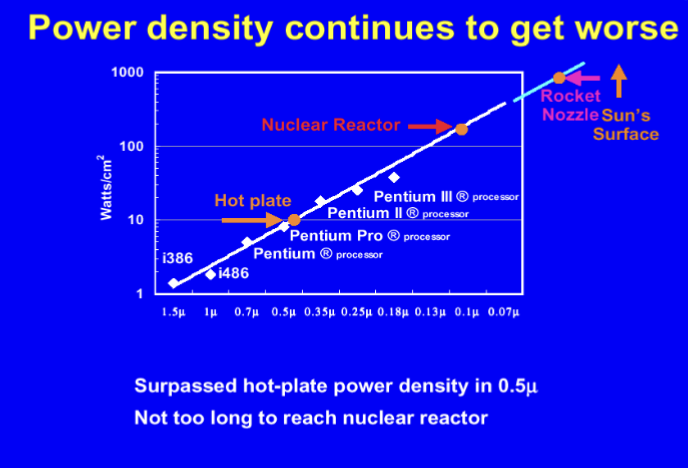 Power density continues to get worse
1000
Rocket
Nozzle
Sun's
Surface
Nuclear Reactor
100
Watts/cm²
Pentium III ® processor
Hot plate
Pentium II ® processor
10
Pentium Pro ® processor
Pentium ® processor
i386
i486
1
1.5μ 1μ 0.7μ 0.5μ 0.35μ 0.25μ 0.18μ 0.13μ 0.1μ 0.07μ
Surpassed hot-plate power density in 0.5μ
Not too long to reach nuclear reactor